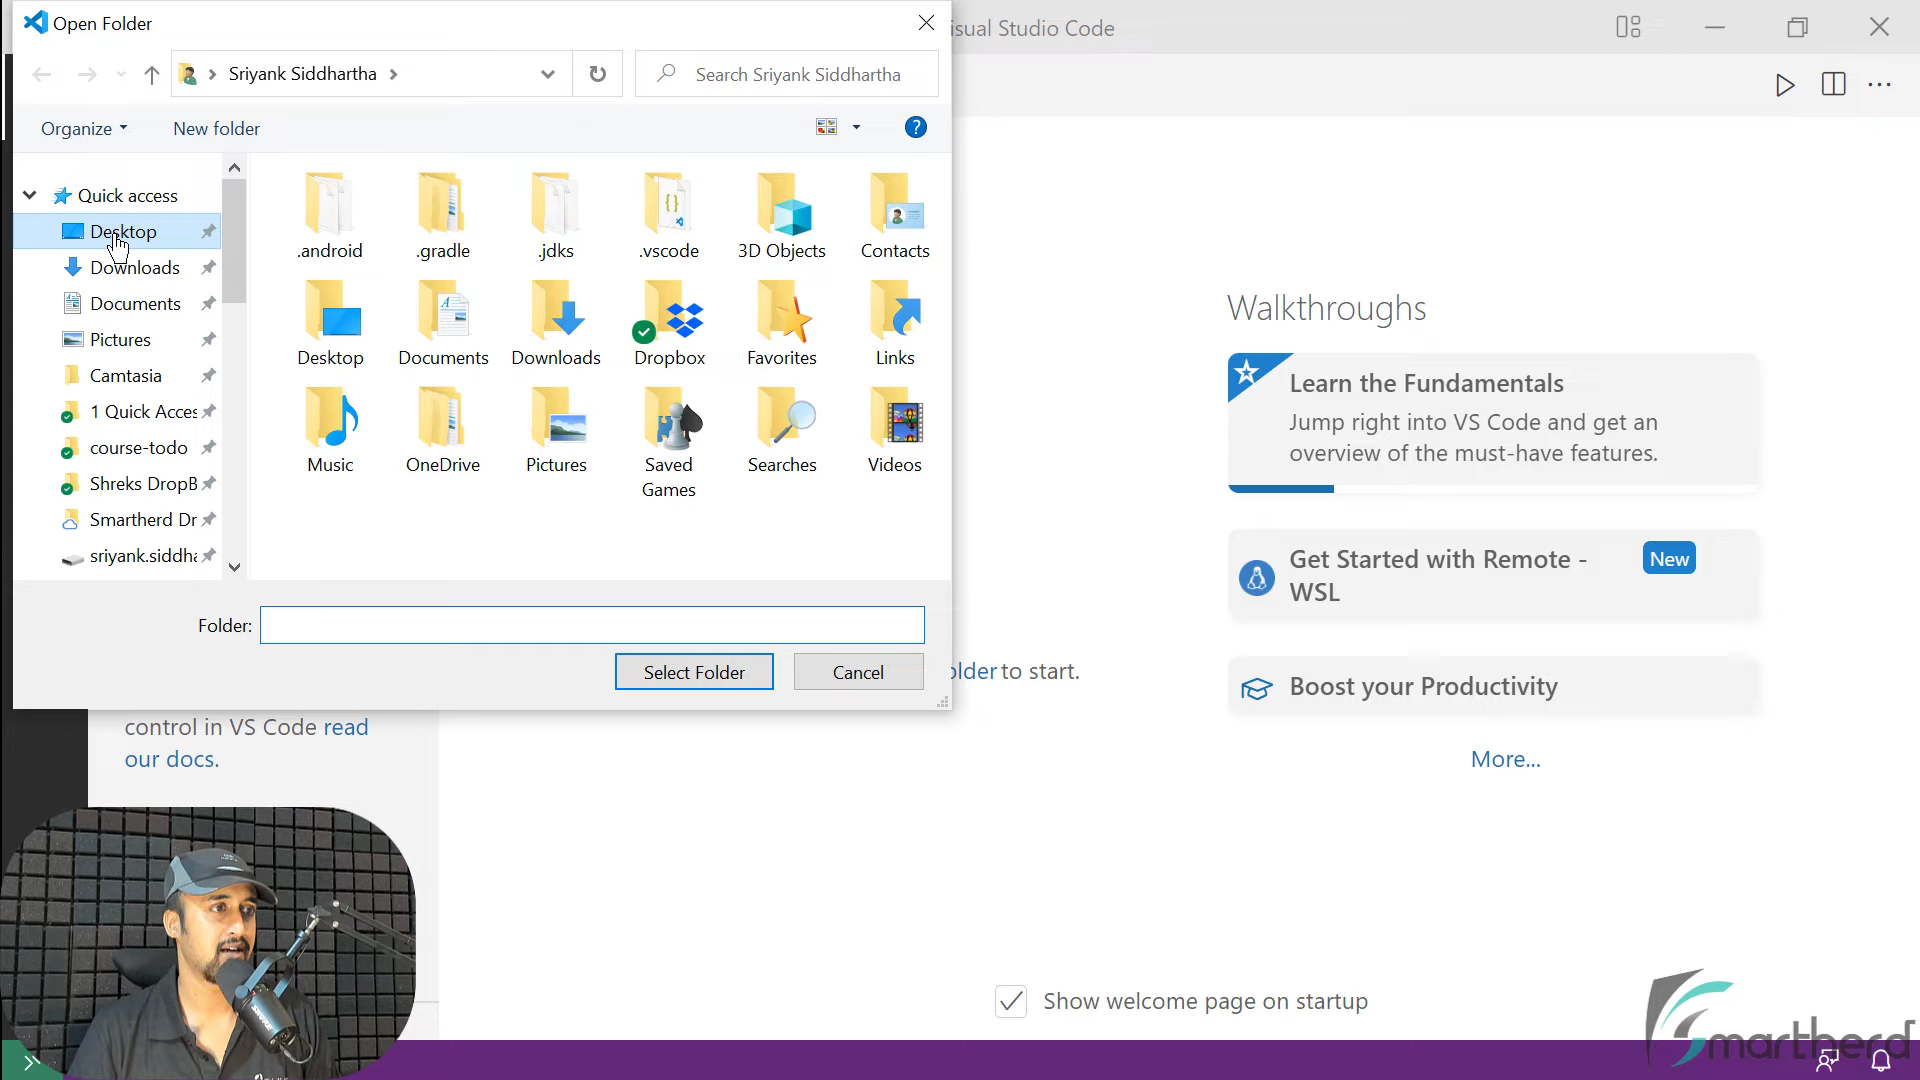 Open Folder
isual Studio Code
Sriyank Siddhartha
Search Sriyank Siddhartha
Organize
New folder
?
Quick access
Desktop
Downloads
Documents
Pictures
Camtasia
1 Quick Acces
course-todo
Shreks DropB
Smartherd Dr
sriyank.siddha
.android
.gradle
.jdks
.vscode
3D Objects
Contacts
Desktop
Documents
Downloads
Dropbox
Favorites
Links
Music
OneDrive
Pictures
Saved
Games
Searches
Videos
Folder:
Select Folder
Cancel
Walkthroughs
Learn the Fundamentals
Jump right into VS Code and get an
overview of the must-have features.
Get Started with Remote -
WSL
New
Boost your Productivity
More...
older to start.
control in VS Code read
our docs.
Show welcome page on startup
Smartherd